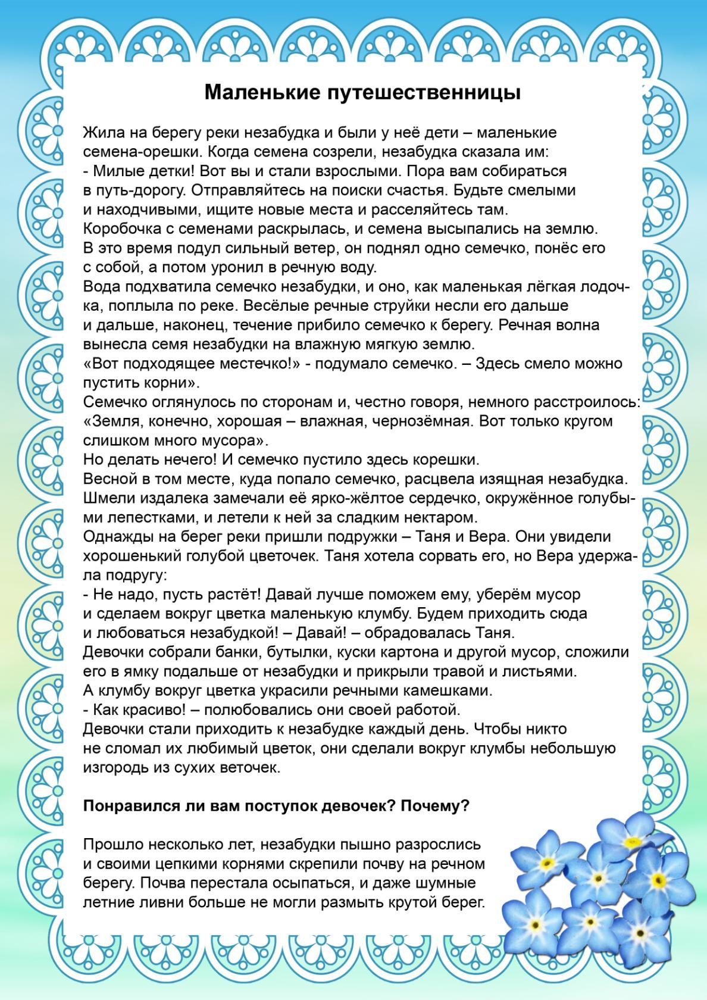 Маленькие путешественницы
Жила на берегу реки незабудка и были у неё дети – маленькие
семена-орешки. Когда семена созрели, незабудка сказала им:
- Милые детки! Вот вы и стали взрослыми. Пора вам собираться
в путь-дорогу. Отправляйтесь на поиски счастья. Будьте смелыми
и находчивыми, ищите новые места и расселяйтесь там.
Коробочка с семенами раскрылась, и семена высыпались на землю.
В это время подул сильный ветер, он поднял одно семечко, понёс его
с собой, а потом уронил в речную воду.
Вода подхватила семечко незабудки, и оно, как маленькая лёгкая лодоч-
ка, поплыла по реке. Весёлые речные струйки несли его дальше
и дальше, наконец, течение прибило семечко к берегу. Речная волна
вынесла семя незабудки на влажную мягкую землю.
«Вот подходящее местечко!» - подумало семечко. – Здесь смело можно
пустить корни».
Семечко оглянулось по сторонам и, честно говоря, немного расстроилось:
«Земля, конечно, хорошая – влажная, чернозёмная. Вот только кругом
слишком много мусора».
Но делать нечего! И семечко пустило здесь корешки.
Весной в том месте, куда попало семечко, расцвела изящная незабудка.
Шмели издалека замечали её ярко-жёлтое сердечко, окружённое голубы-
ми лепестками, и летели к ней за сладким нектаром.
Однажды на берег реки пришли подружки – Таня и Вера. Они увидели
хорошенький голубой цветочек. Таня хотела сорвать его, но Вера удержа-
ла подругу:
- Не надо, пусть растёт! Давай лучше поможем ему, уберём мусор
и сделаем вокруг цветка маленькую клумбу. Будем приходить сюда
и любоваться незабудкой! – Давай! – обрадовалась Таня.
Девочки собрали банки, бутылки, куски картона и другой мусор, сложили
его в ямку подальше от незабудки и прикрыли травой и листьями.
А клумбу вокруг цветка украсили речными камешками.
- Как красиво! – полюбовались они своей работой.
Девочки стали приходить к незабудке каждый день. Чтобы никто
не сломал их любимый цветок, они сделали вокруг клумбы небольшую
изгородь из сухих веточек.
Понравился ли вам поступок девочек? Почему?
Прошло несколько лет, незабудки пышно разрослись
и своими цепкими корнями скрепили почву на речном
берегу. Почва перестала осыпаться, и даже шумные
летние ливни больше не могли размыть крутой берег.